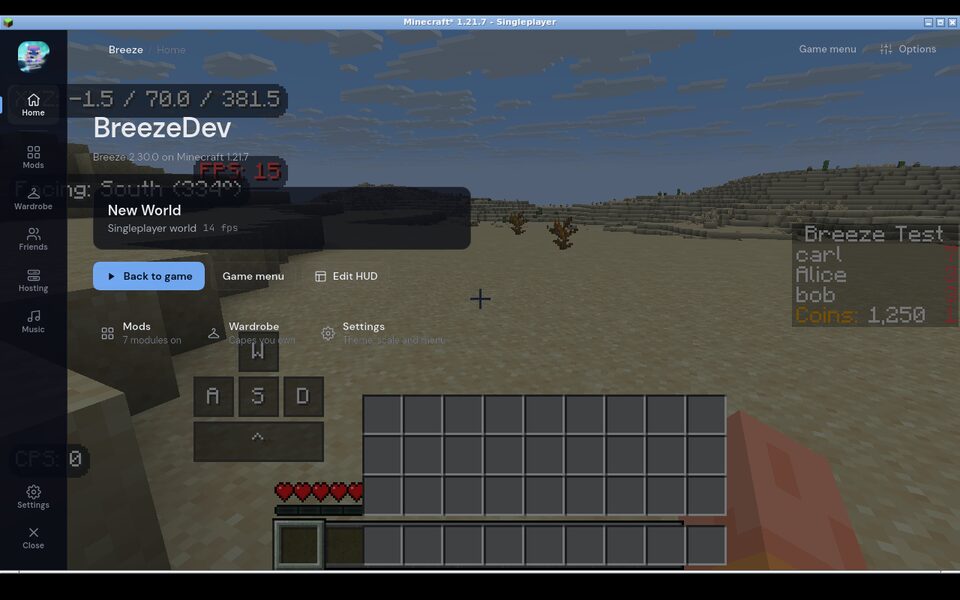 Minecraft* 1.21.7 - Singleplayer
Breeze / Home
Game menu
Options
-1.5 / 70.0 / 381.5
Home
BreezeDev
Breeze 2.30.0 on Minecraft 1.21.7
FPS: 15
Mods
Facing: South (334°)
Wardrobe
New World
Singleplayer world 14 fps
Friends
Breeze Test
carl
Alice
bob
Coins: 1,250
Back to game
Game menu
Edit HUD
Hosting
Music
Mods
7 modules on
Wardrobe
Capes you own
Settings
Theme, scale and menu
W
A S D
^
CPS: 0
Settings
Close